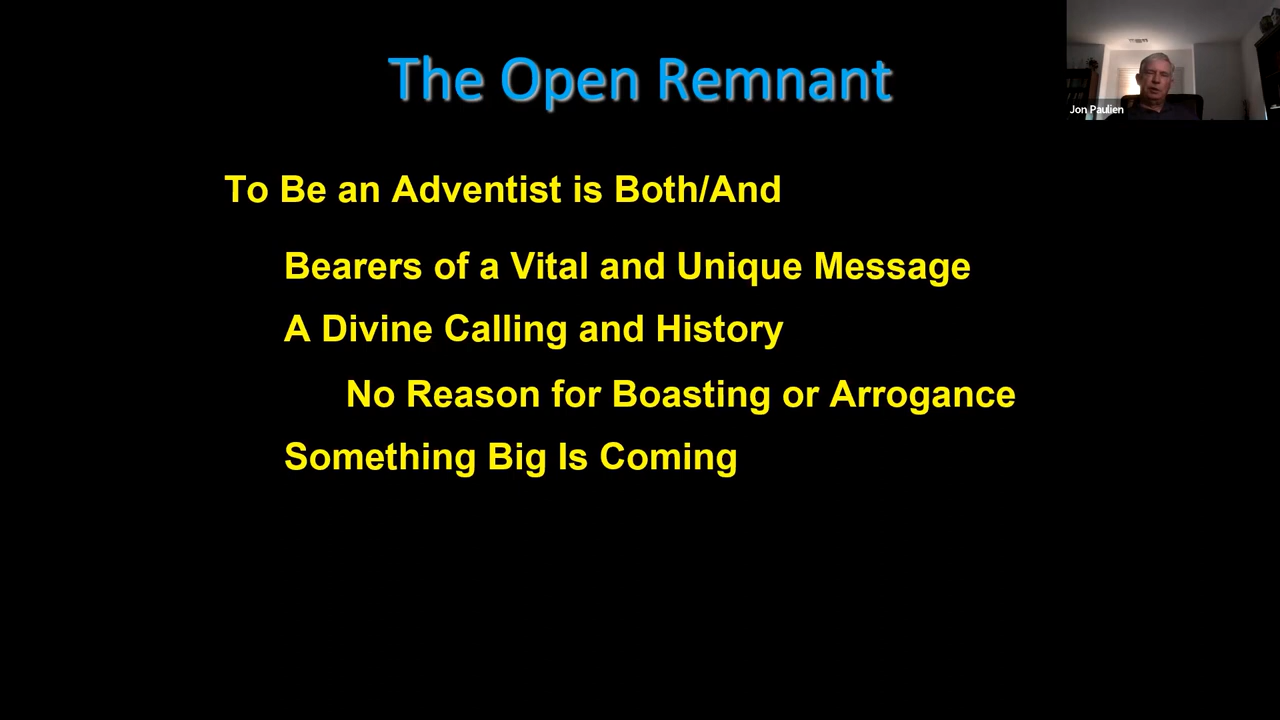 The Open Remnant
Jon Paulien
To Be an Adventist is Both/And
Bearers of a Vital and Unique Message
A Divine Calling and History
No Reason for Boasting or Arrogance
Something Big Is Coming